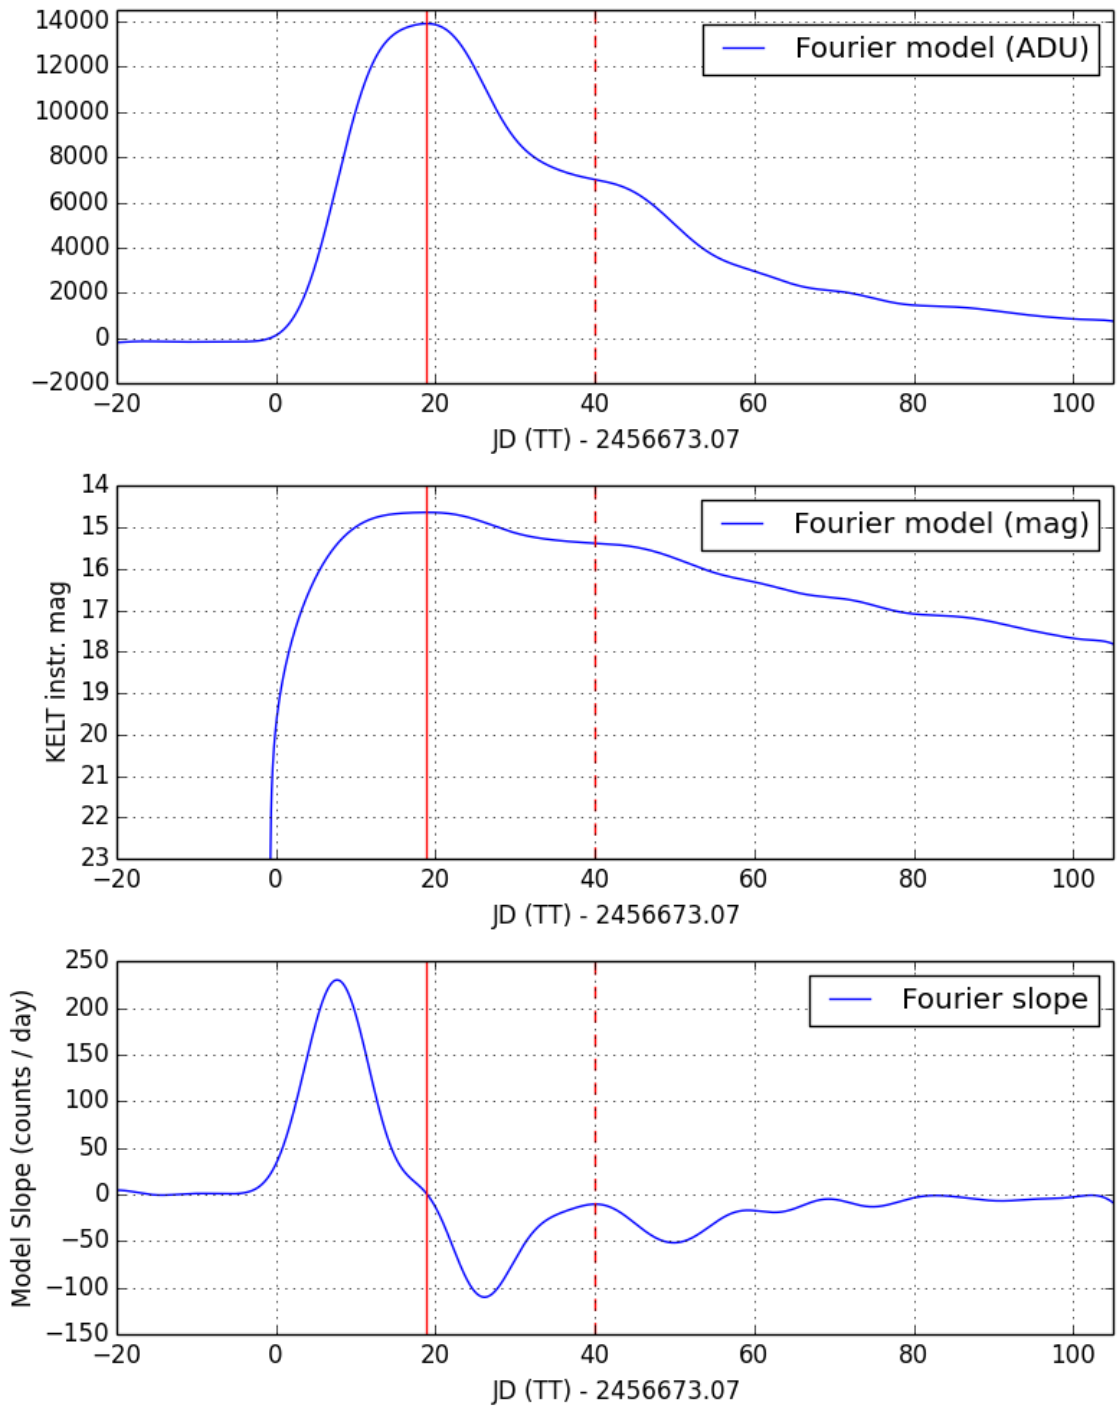 14000
12000
10000
8000
6000
4000
2000
0
−2000
Fourier model (ADU)
−20 0 20 40 60 80 100
JD (TT) - 2456673.07
14
15
16
17
18
19
20
21
22
23
KELT instr. mag
Fourier model (mag)
−20 0 20 40 60 80 100
JD (TT) - 2456673.07
250
200
150
100
50
0
−50
−100
−150
Model Slope (counts / day)
Fourier slope
−20 0 20 40 60 80 100
JD (TT) - 2456673.07